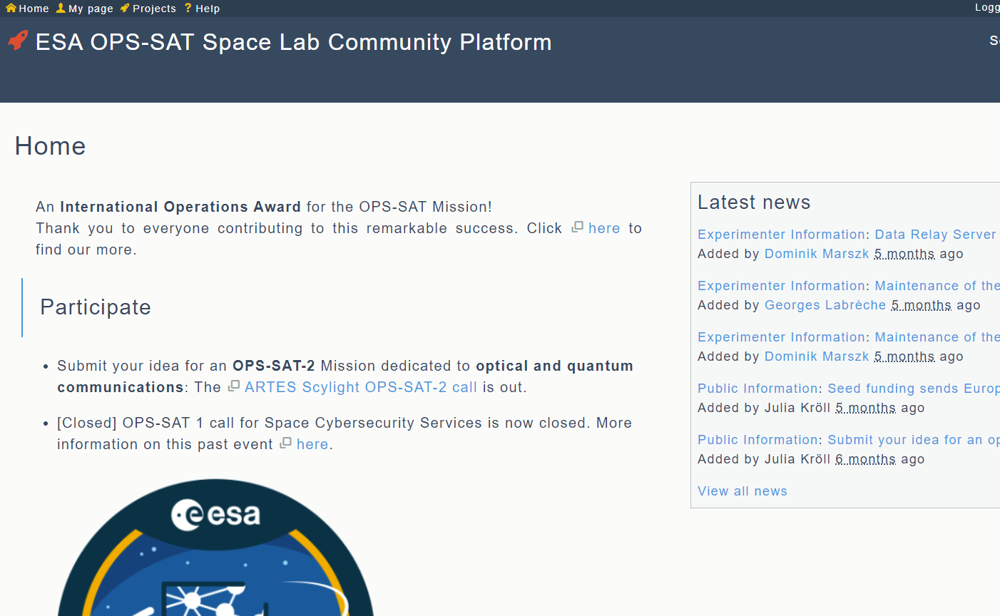 Home My page Projects Help Logg
ESA OPS-SAT Space Lab Community Platform
Home
An International Operations Award for the OPS-SAT Mission!
Thank you to everyone contributing to this remarkable success. Click here to
find our more.
Participate
• Submit your idea for an OPS-SAT-2 Mission dedicated to optical and quantum
communications: The ARTES Scylight OPS-SAT-2 call is out.
• [Closed] OPS-SAT 1 call for Space Cybersecurity Services is now closed. More
information on this past event here.
esa
Latest news
Experimenter Information: Data Relay Server
Added by Dominik Marszk 5 months ago
Experimenter Information: Maintenance of the
Added by Georges Labrèche 5 months ago
Experimenter Information: Maintenance of the
Added by Dominik Marszk 5 months ago
Public Information: Seed funding sends Europ
Added by Julia Kröll 5 months ago
Public Information: Submit your idea for an op
Added by Julia Kröll 6 months ago
View all news